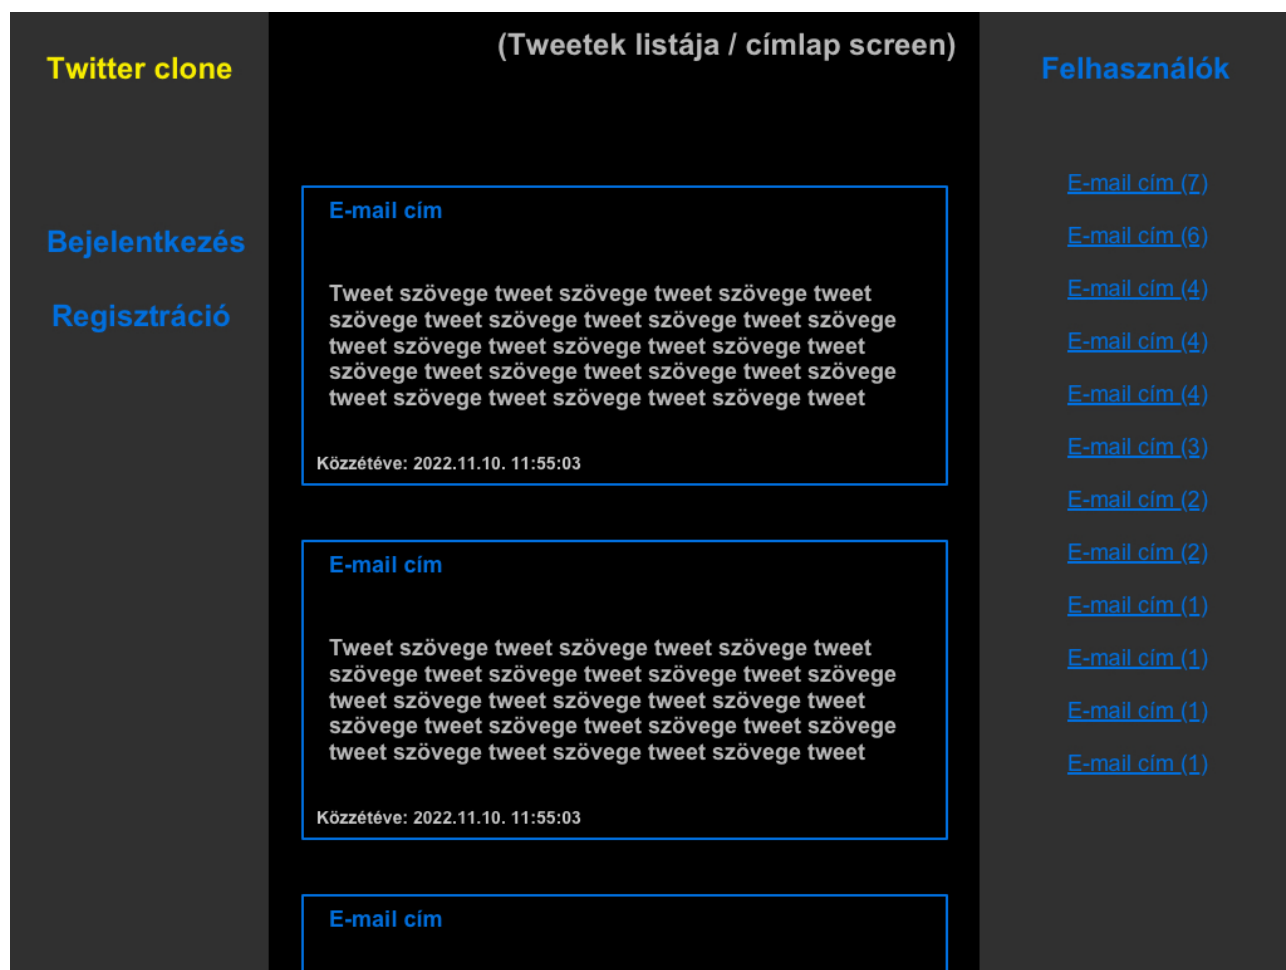 Twitter clone
Bejelentkezés
Regisztráció
(Tweetek listája / címlap screen)
E-mail cím
Tweet szövege tweet szövege tweet szövege tweet
szövege tweet szövege tweet szövege tweet szövege
tweet szövege tweet szövege tweet szövege tweet
szövege tweet szövege tweet szövege tweet szövege
tweet szövege tweet szövege tweet szövege tweet
Közzétéve: 2022.11.10. 11:55:03
E-mail cím
Tweet szövege tweet szövege tweet szövege tweet
szövege tweet szövege tweet szövege tweet szövege
tweet szövege tweet szövege tweet szövege tweet
szövege tweet szövege tweet szövege tweet szövege
tweet szövege tweet szövege tweet szövege tweet
Közzétéve: 2022.11.10. 11:55:03
E-mail cím
Felhasználók
E-mail cím (7)
E-mail cím (6)
E-mail cím (4)
E-mail cím (4)
E-mail cím (4)
E-mail cím (3)
E-mail cím (2)
E-mail cím (2)
E-mail cím (1)
E-mail cím (1)
E-mail cím (1)
E-mail cím (1)